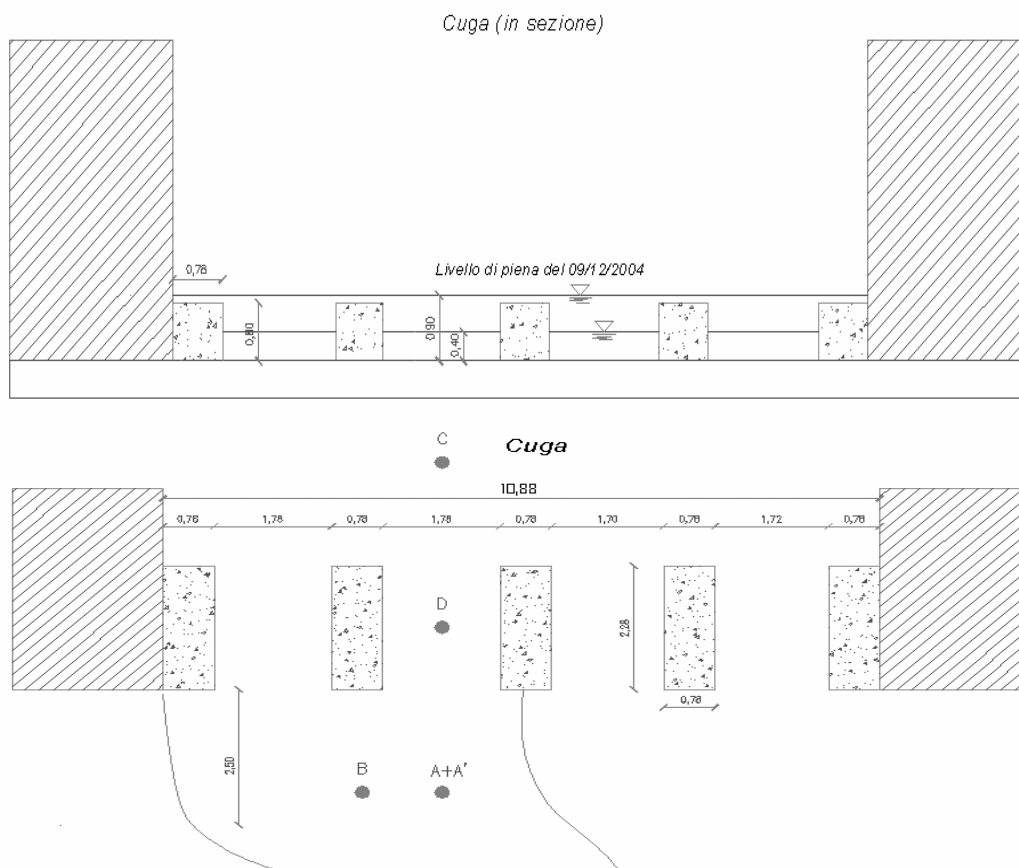 Cuga (in sezione)
Livello di piena del 09/12/2004
0,78
0,80
0,90
0,40
C
Cuga
10,88
0,78 1,78 0,78 1,78 0,78 1,70 0,78 1,72 0,78
D
2,28
0,78
2,50
B A+A'